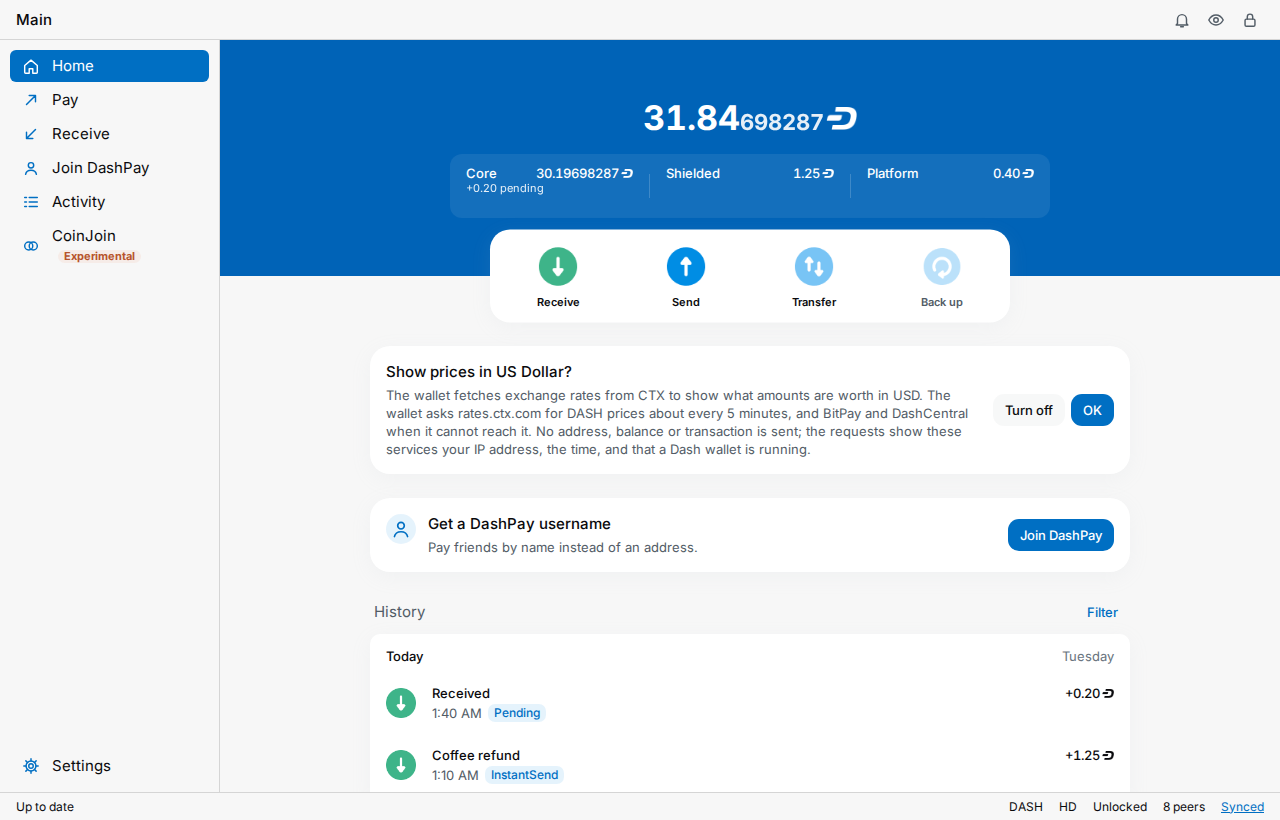 Main
Home
Pay
Receive
Join DashPay
Activity
CoinJoin
Experimental
Settings
31.84698287
Core 30.19698287
+0.20 pending
Shielded 1.25
Platform 0.40
Receive
Send
Transfer
Back up
Show prices in US Dollar?
The wallet fetches exchange rates from CTX to show what amounts are worth in USD. The
wallet asks rates.ctx.com for DASH prices about every 5 minutes, and BitPay and DashCentral
when it cannot reach it. No address, balance or transaction is sent; the requests show these
services your IP address, the time, and that a Dash wallet is running.
Turn off
OK
Get a DashPay username
Pay friends by name instead of an address.
Join DashPay
History
Filter
Today
Tuesday
Received
+0.20
1:40 AM Pending
Coffee refund
+1.25
1:10 AM InstantSend
Up to date
DASH
HD
Unlocked
8 peers
Synced